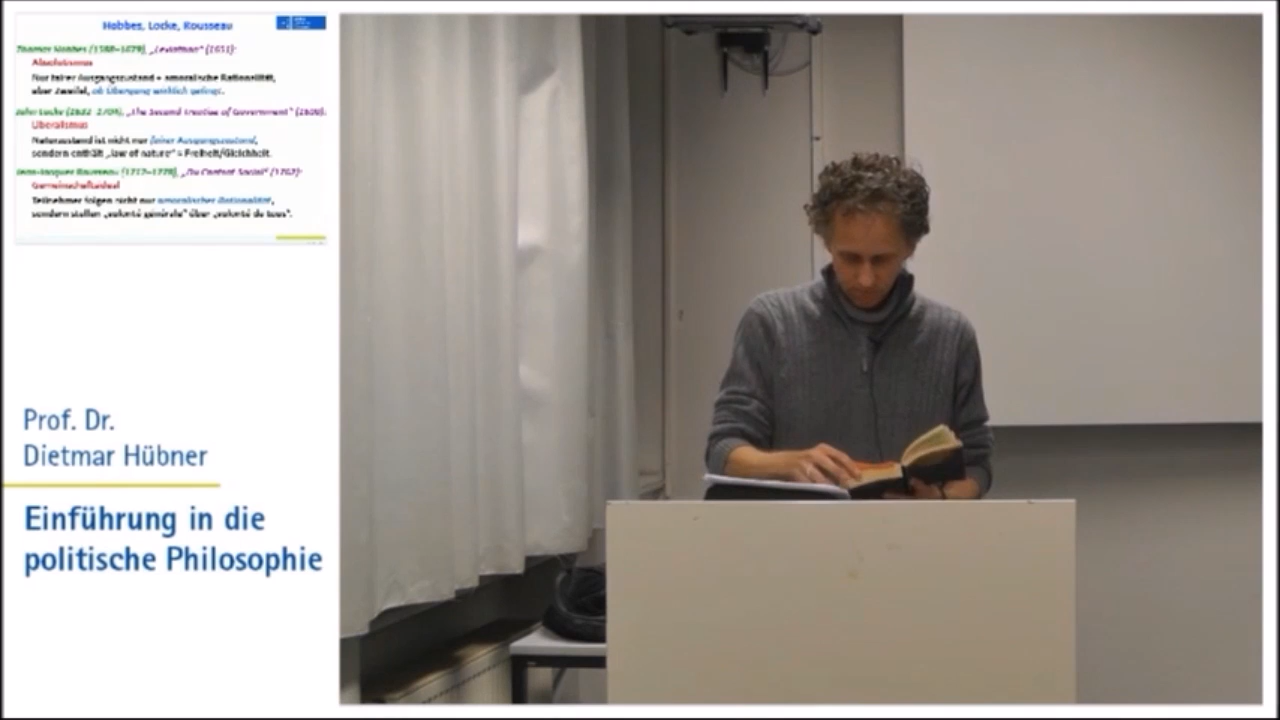 Hobbes, Locke, Rousseau
Thomas Hobbes (1588–1679), „Leviathan“ (1651):
Absolutismus
Nur fairer Ausgangszustand + amoralische Rationalität,
aber Zweifel, ob Übergang wirklich gelingt.
John Locke (1632–1704), „The Second Treatise of Government“ (1689):
Liberalismus
Naturzustand ist nicht nur fairer Ausgangszustand,
sondern enthält „law of nature“ = Freiheit/Gleichheit.
Jean-Jacques Rousseau (1712–1778), „Du Contrat Social“ (1762):
Gemeinschaftsideal
Teilnehmer folgen nicht nur amoralischer Rationalität,
sondern stellen „volonté générale“ über „volonté de tous“.
Prof. Dr.
Dietmar Hübner
Einführung in die
politische Philosophie